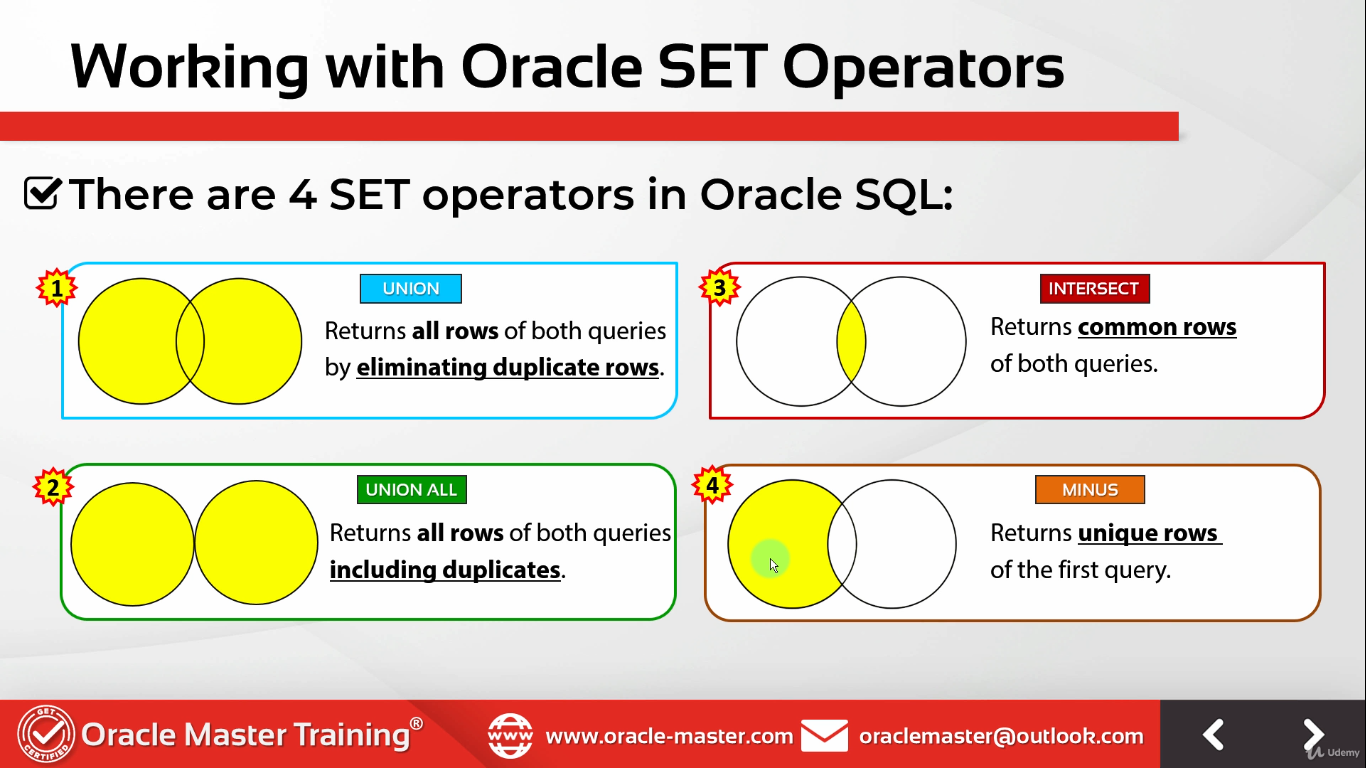 Working with Oracle SET Operators
There are 4 SET operators in Oracle SQL:
1
UNION
Returns all rows of both queries
by eliminating duplicate rows.
2
UNION ALL
Returns all rows of both queries
including duplicates.
3
INTERSECT
Returns common rows
of both queries.
4
MINUS
Returns unique rows
of the first query.
GET
CERTIFIED
Oracle Master Training®
www
www.oracle-master.com
oraclemaster@outlook.com
Udemy